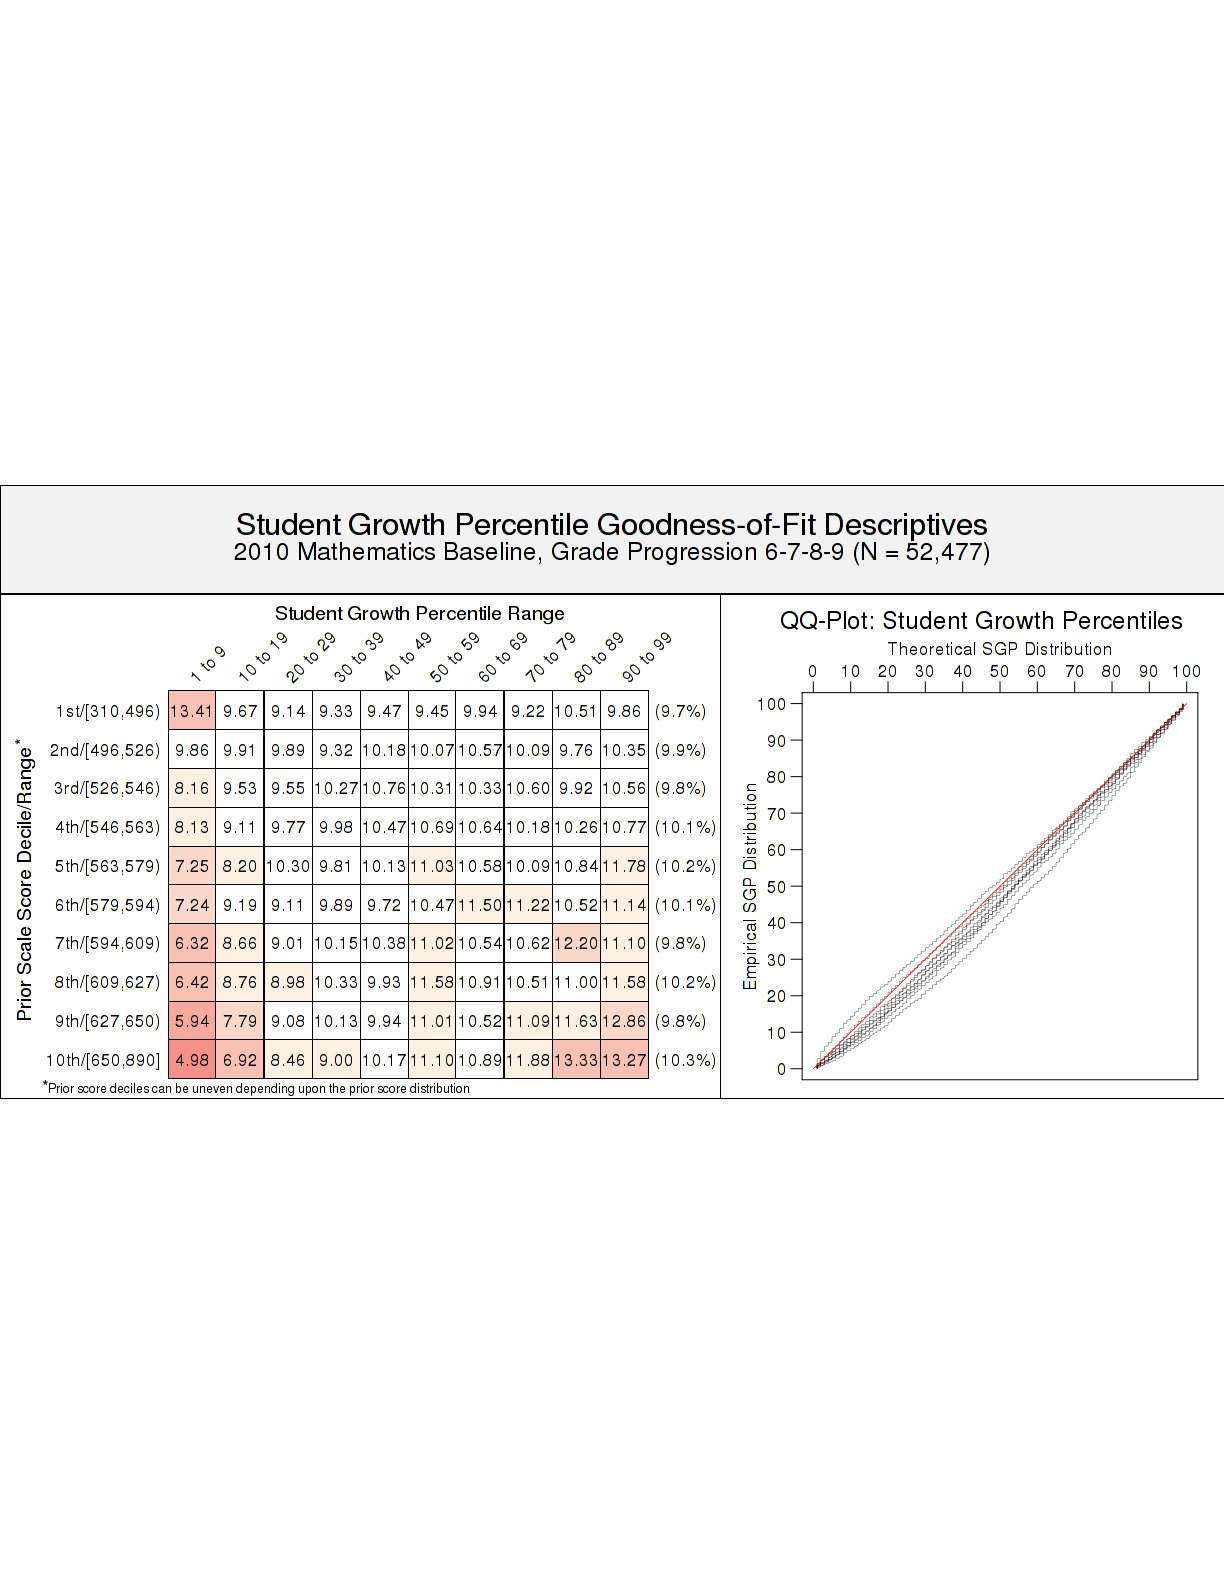 Student Growth Percentile Goodness-of-Fit Descriptives
2010 Mathematics Baseline, Grade Progression 6-7-8-9 (N = 52,477)
Student Growth Percentile Range
1 to 9 10 to 19 20 to 29 30 to 39 40 to 49 50 to 59 60 to 69 70 to 79 80 to 89 90 to 99
Prior Scale Score Decile/Range*
1st/[310,496) 13.41 9.67 9.14 9.33 9.47 9.45 9.94 9.22 10.51 9.86 (9.7%)
2nd/[496,526) 9.86 9.91 9.89 9.32 10.18 10.07 10.57 10.09 9.76 10.35 (9.9%)
3rd/[526,546) 8.16 9.53 9.55 10.27 10.76 10.31 10.33 10.60 9.92 10.56 (9.8%)
4th/[546,563) 8.13 9.11 9.77 9.98 10.47 10.69 10.64 10.18 10.26 10.77 (10.1%)
5th/[563,579) 7.25 8.20 10.30 9.81 10.13 11.03 10.58 10.09 10.84 11.78 (10.2%)
6th/[579,594) 7.24 9.19 9.11 9.89 9.72 10.47 11.50 11.22 10.52 11.14 (10.1%)
7th/[594,609) 6.32 8.66 9.01 10.15 10.38 11.02 10.54 10.62 12.20 11.10 (9.8%)
8th/[609,627) 6.42 8.76 8.98 10.33 9.93 11.58 10.91 10.51 11.00 11.58 (10.2%)
9th/[627,650) 5.94 7.79 9.08 10.13 9.94 11.01 10.52 11.09 11.63 12.86 (9.8%)
10th/[650,890] 4.98 6.92 8.46 9.00 10.17 11.10 10.89 11.88 13.33 13.27 (10.3%)
*Prior score deciles can be uneven depending upon the prior score distribution
QQ-Plot: Student Growth Percentiles
Theoretical SGP Distribution
0 10 20 30 40 50 60 70 80 90 100
Empirical SGP Distribution
100
90
80
70
60
50
40
30
20
10
0